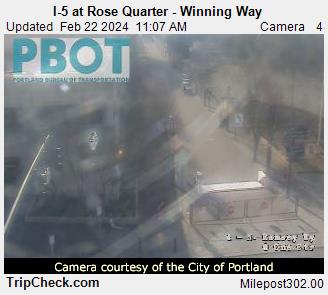 I-5 at Rose Quarter - Winning Way
Updated Feb 22 2024 11:07 AM Camera 4
PBOT
PORTLAND BUREAU OF TRANSPORTATION
Camera courtesy of the City of Portland
TripCheck.com Milepost302.00